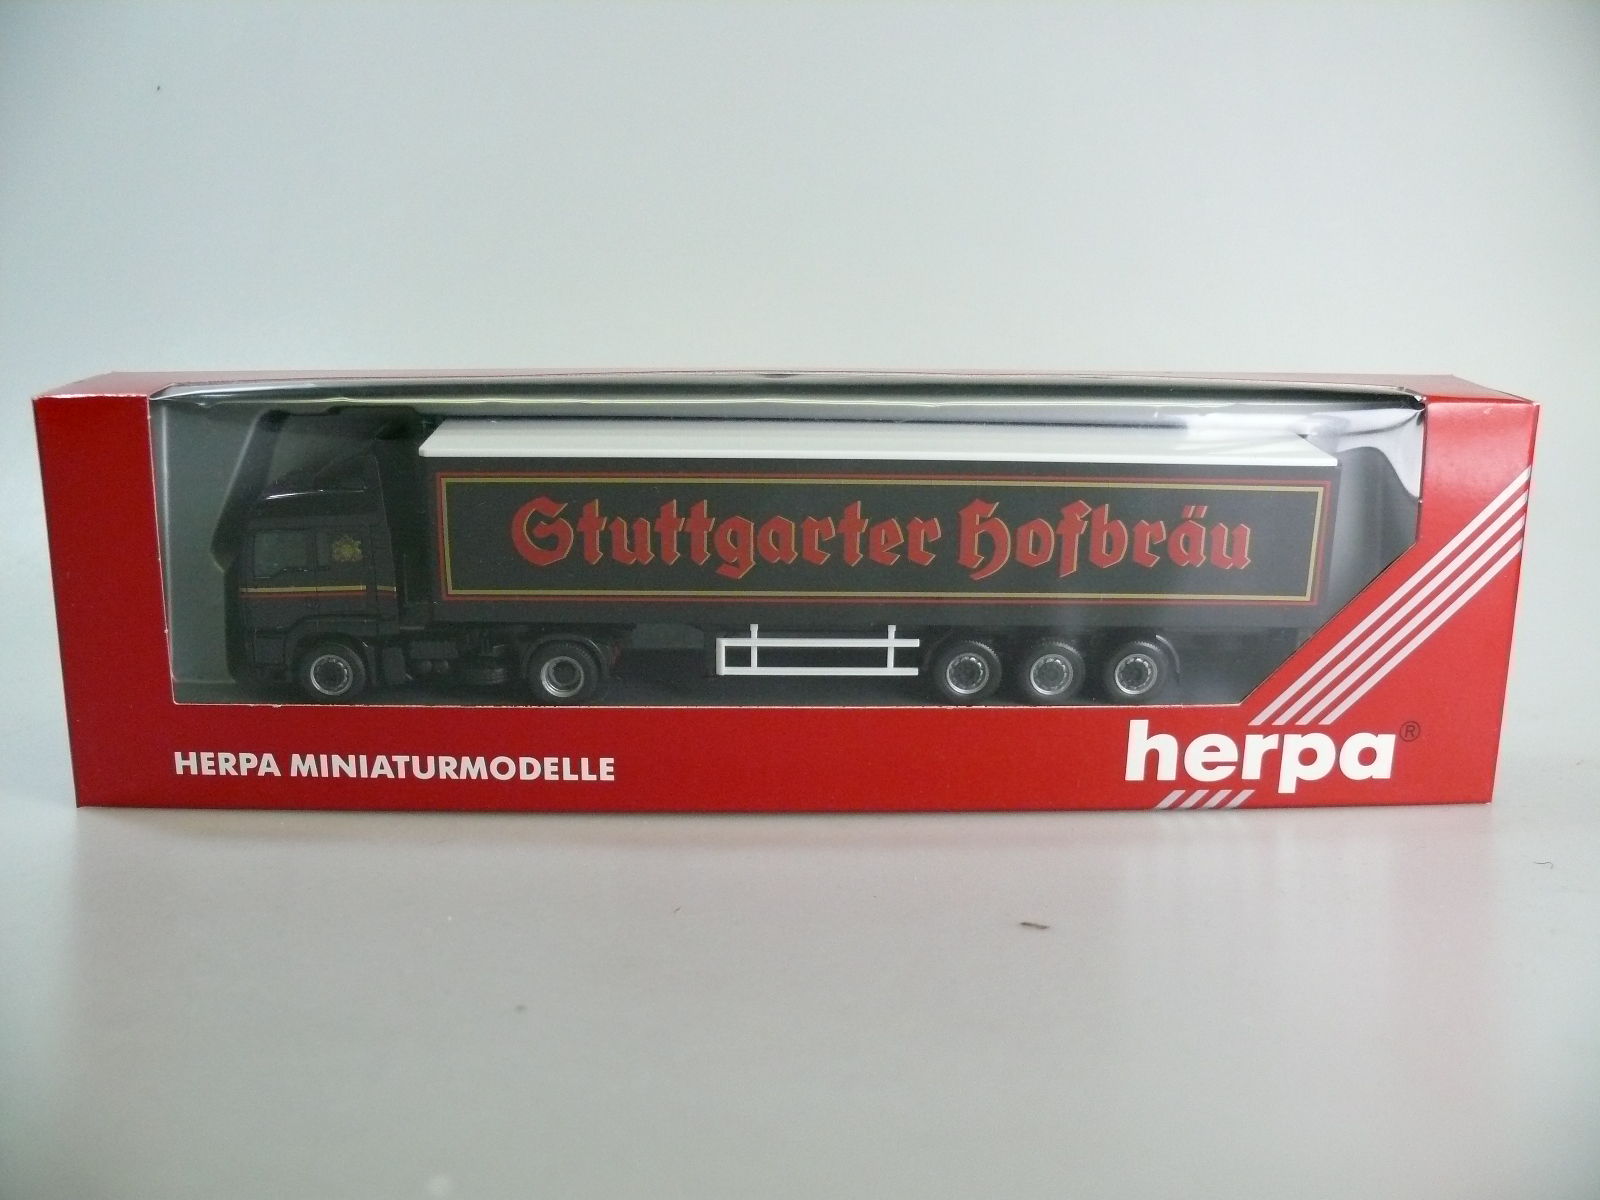 Stuttgarter Hofbräu
HERPA MINIATURMODELLE
herpa®